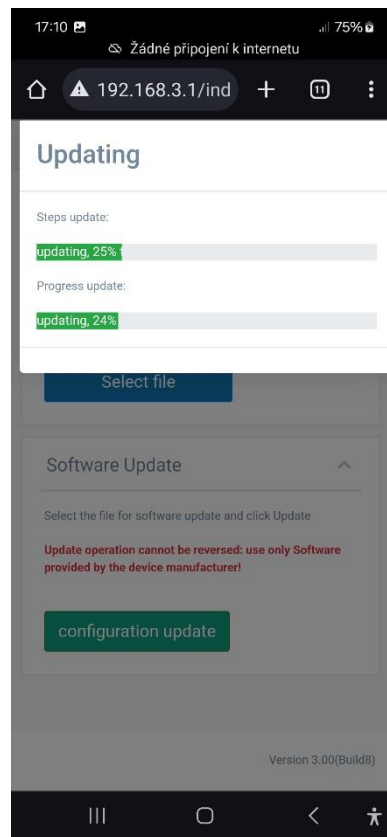 17:10
75%
Žádné připojení k internetu
192.168.3.1/ind
11
Updating
Steps update:
updating, 25%
Progress update:
updating, 24%
Select file
Software Update
Select the file for software update and click Update
Update operation cannot be reversed: use only Software
provided by the device manufacturer!
configuration update
Version 3.00(Build8)